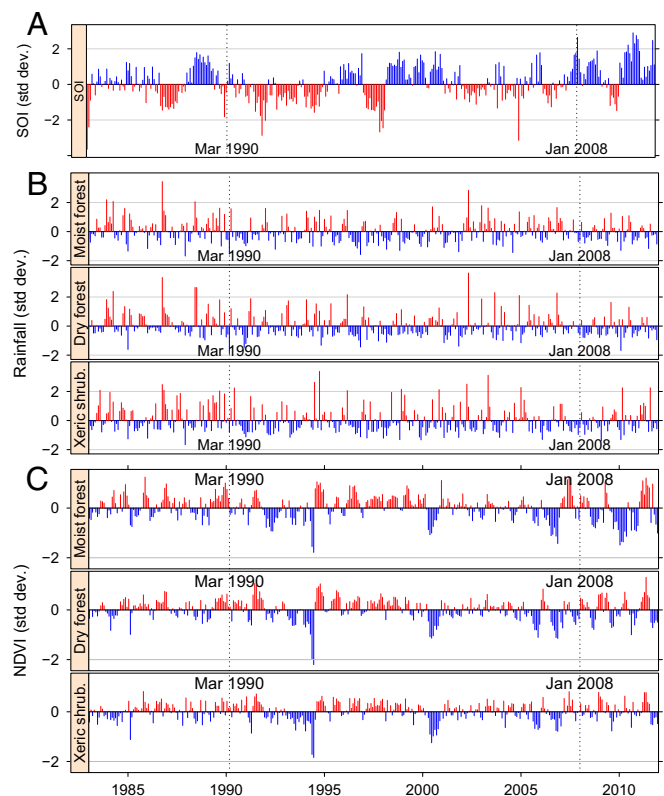 A
SOI (std dev.)
SOI
2
0
−2
Mar 1990
Jan 2008
B
Rainfall (std dev.)
Moist forest
2
0
−2
Mar 1990
Jan 2008
Dry forest
2
0
−2
Mar 1990
Jan 2008
Xeric shrub.
2
0
−2
Mar 1990
Jan 2008
C
NDVI (std dev.)
Moist forest
0
−2
Mar 1990
Jan 2008
Dry forest
0
−2
Mar 1990
Jan 2008
Xeric shrub.
0
−2
Mar 1990
Jan 2008
1985
1990
1995
2000
2005
2010